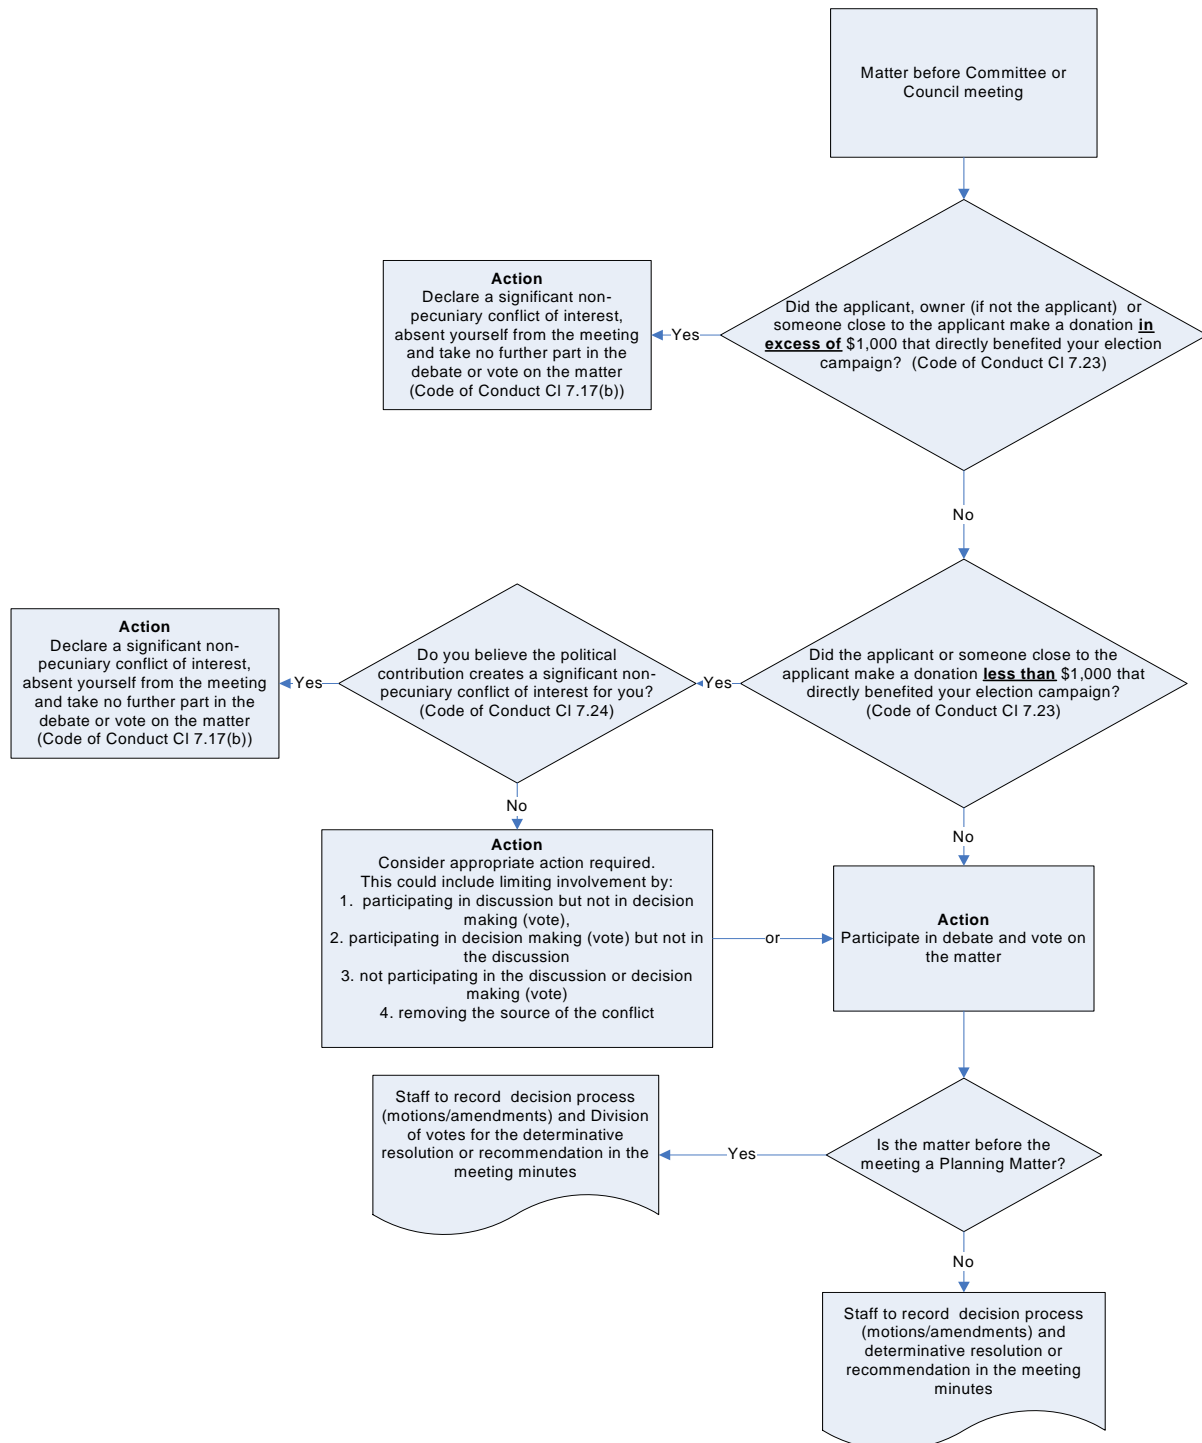 Matter before Committee or
Council meeting
Did the applicant, owner (if not the applicant)  or
someone close to the applicant make a donation in
excess of $1,000 that directly benefited your election
campaign?  (Code of Conduct Cl 7.23)
Yes
Action
Declare a significant non-
pecuniary conflict of interest,
absent yourself from the meeting
and take no further part in the
debate or vote on the matter
(Code of Conduct Cl 7.17(b))
No
Did the applicant or someone close to the
applicant make a donation less than $1,000 that
directly benefited your election campaign?
(Code of Conduct Cl 7.23)
Yes
Do you believe the political
contribution creates a significant non-
pecuniary conflict of interest for you?
(Code of Conduct Cl 7.24)
Yes
Action
Declare a significant non-
pecuniary conflict of interest,
absent yourself from the meeting
and take no further part in the
debate or vote on the matter
(Code of Conduct Cl 7.17(b))
No
Action
Consider appropriate action required.
This could include limiting involvement by:
1.  participating in discussion but not in decision
making (vote),
2. participating in decision making (vote) but not in
the discussion
3. not participating in the discussion or decision
making (vote)
4. removing the source of the conflict
or
No
Action
Participate in debate and vote on
the matter
Is the matter before the
meeting a Planning Matter?
Yes
Staff to record  decision process
(motions/amendments) and Division
of votes for the determinative
resolution or recommendation in the
meeting minutes
No
Staff to record  decision process
(motions/amendments) and
determinative resolution or
recommendation in the meeting
minutes